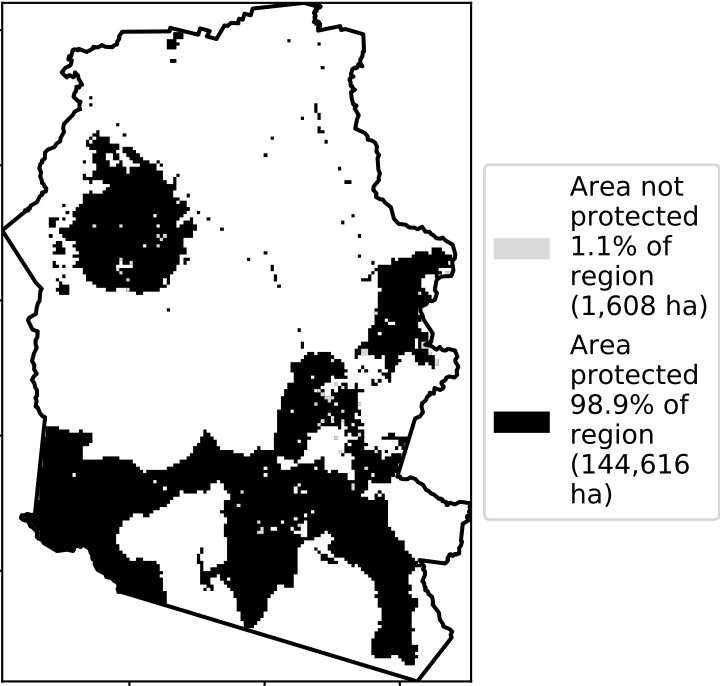 Area not
protected
1.1% of
region
(1,608 ha)
Area
protected
98.9% of
region
(144,616
ha)